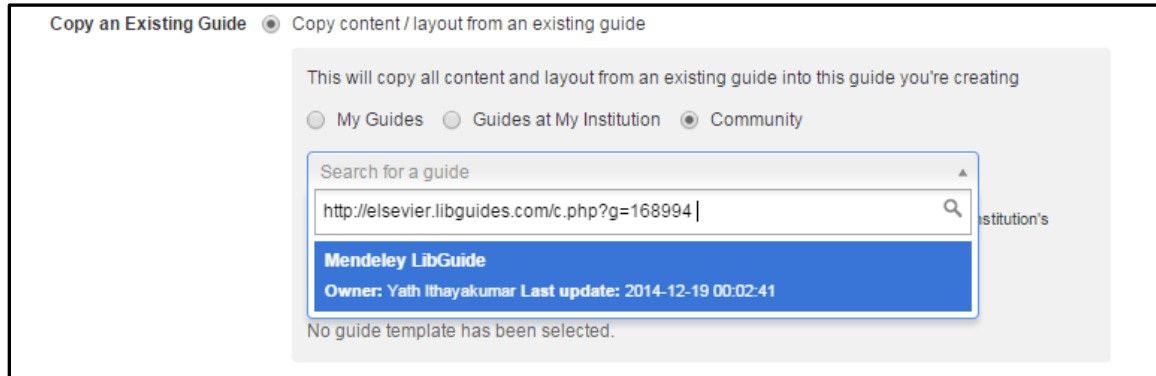 Copy an Existing Guide Copy content / layout from an existing guide
This will copy all content and layout from an existing guide into this guide you're creating
My Guides Guides at My Institution Community
Search for a guide
http://elsevier.libguides.com/c.php?g=168994
stitution's
Mendeley LibGuide
Owner: Yath Ithayakumar Last update: 2014-12-19 00:02:41
No guide template has been selected.